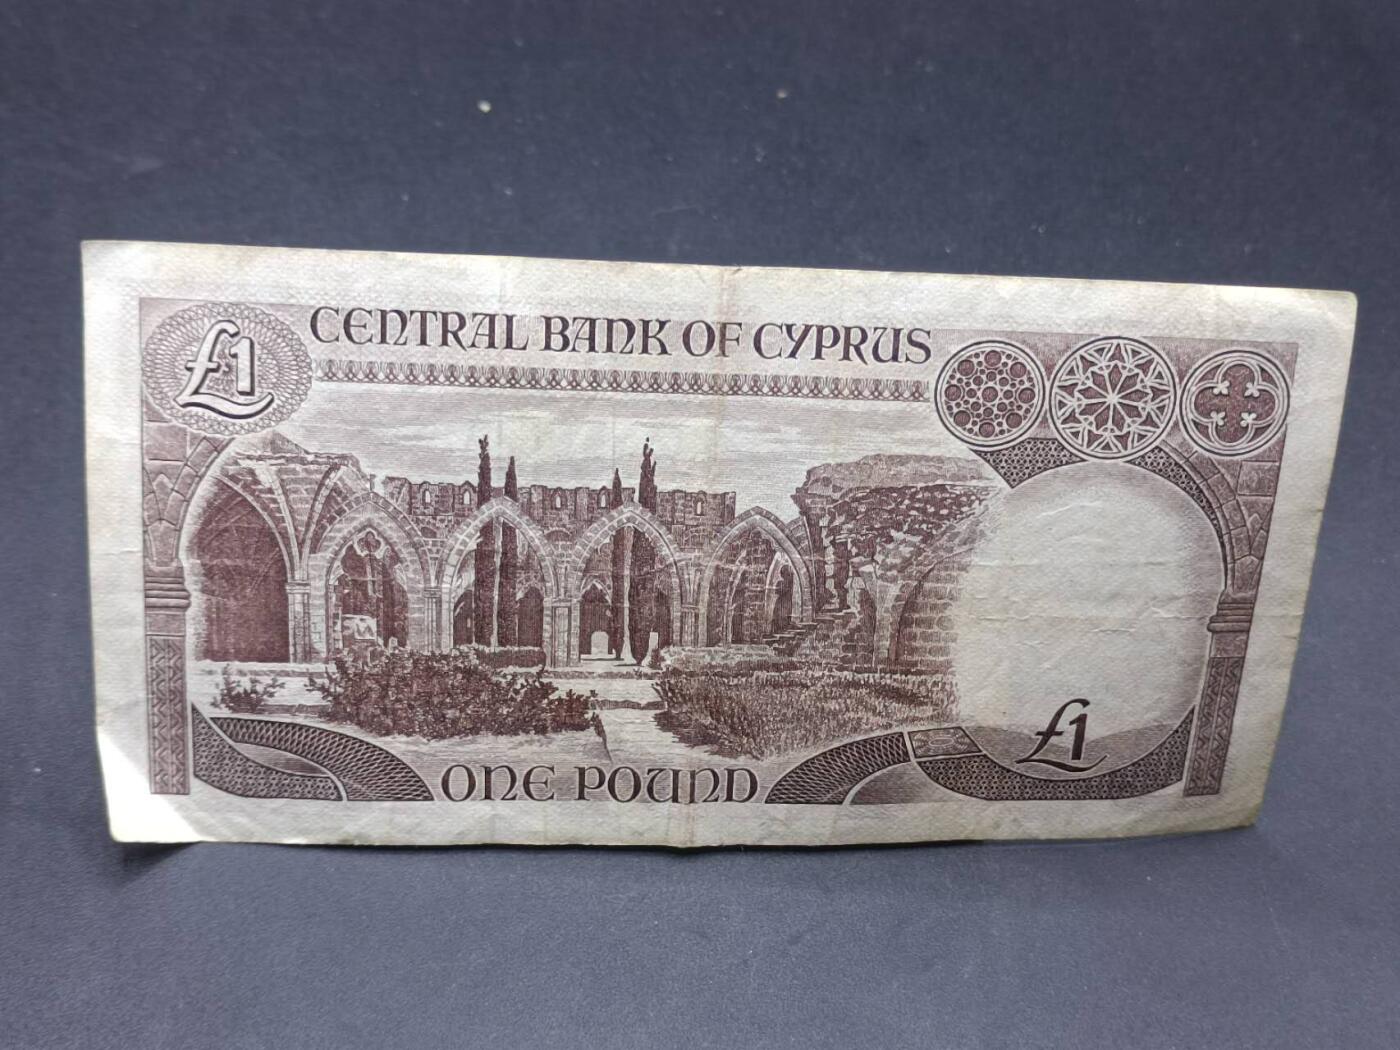 £1
CENTRAL BANK OF CYPRUS
£1
ONE POUND